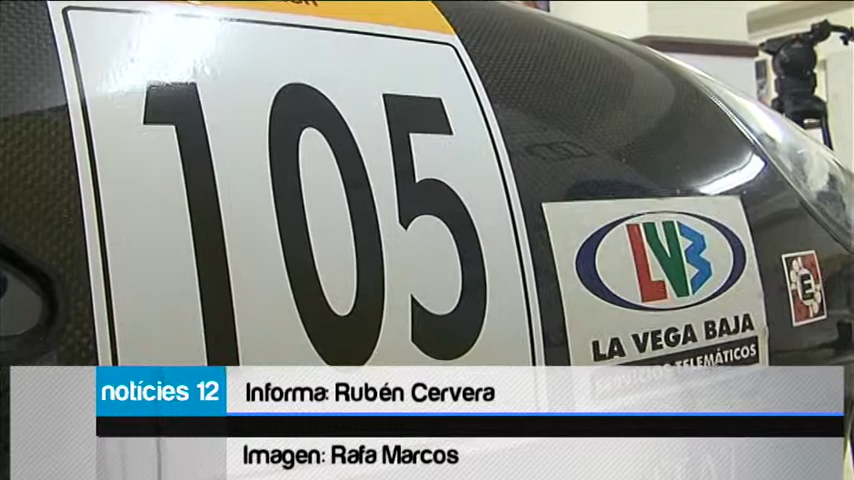 105
LVB
LA VEGA BAJA
SERVICIOS TELEMÁTICOS
E
notícies 12
Informa: Rubén Cervera
Imagen: Rafa Marcos